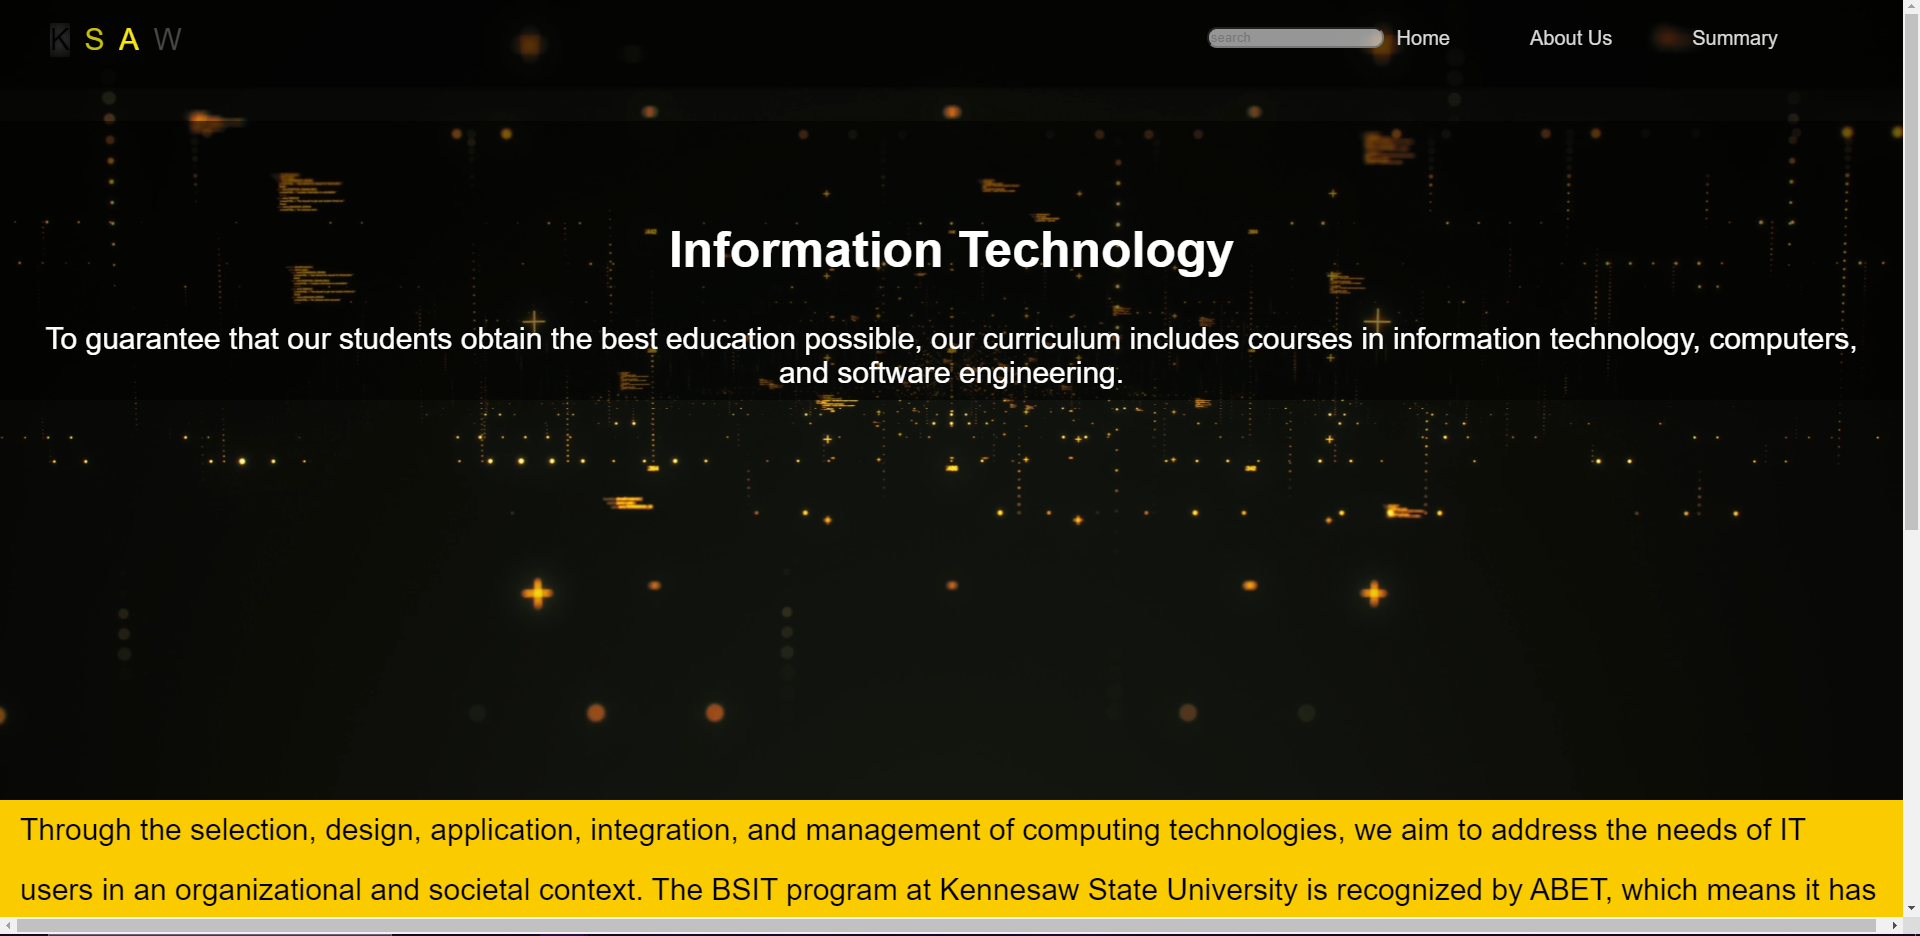 K S A W
search
Home
About Us
Summary
Information Technology
To guarantee that our students obtain the best education possible, our curriculum includes courses in information technology, computers,
and software engineering.
Through the selection, design, application, integration, and management of computing technologies, we aim to address the needs of IT
users in an organizational and societal context. The BSIT program at Kennesaw State University is recognized by ABET, which means it has